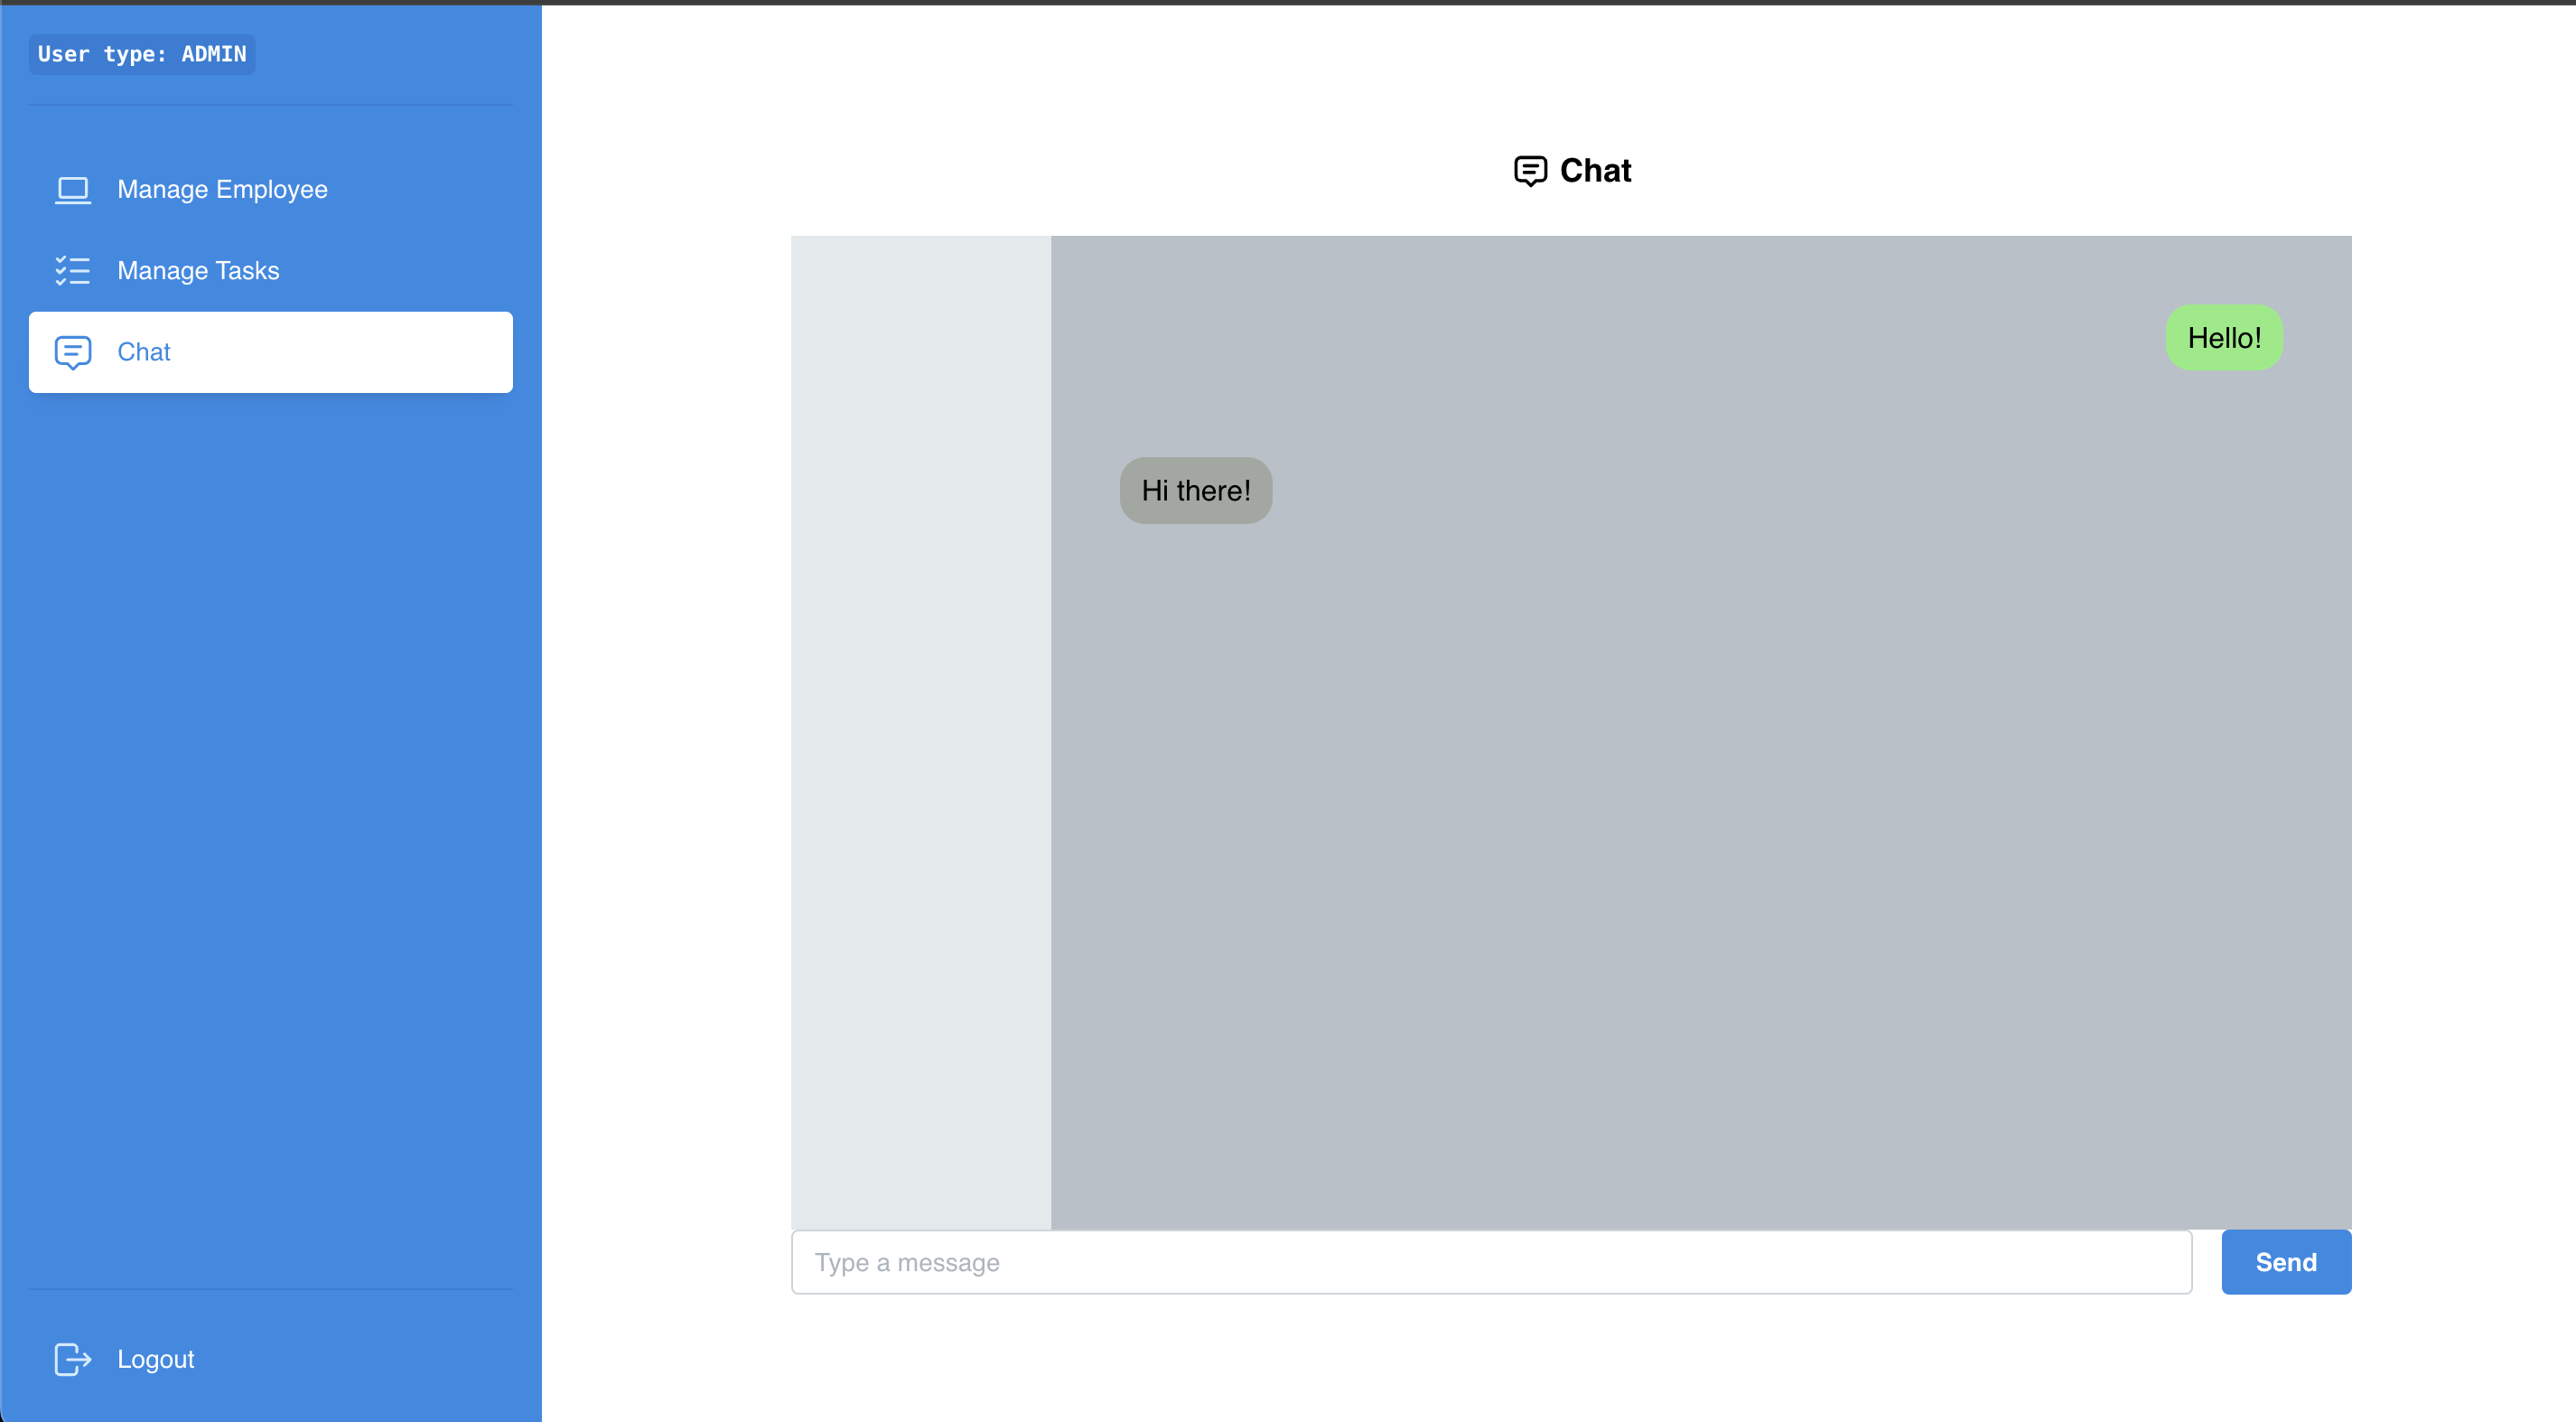 User type: ADMIN
Manage Employee
Manage Tasks
Chat
Logout
Chat
Hello!
Hi there!
Type a message
Send